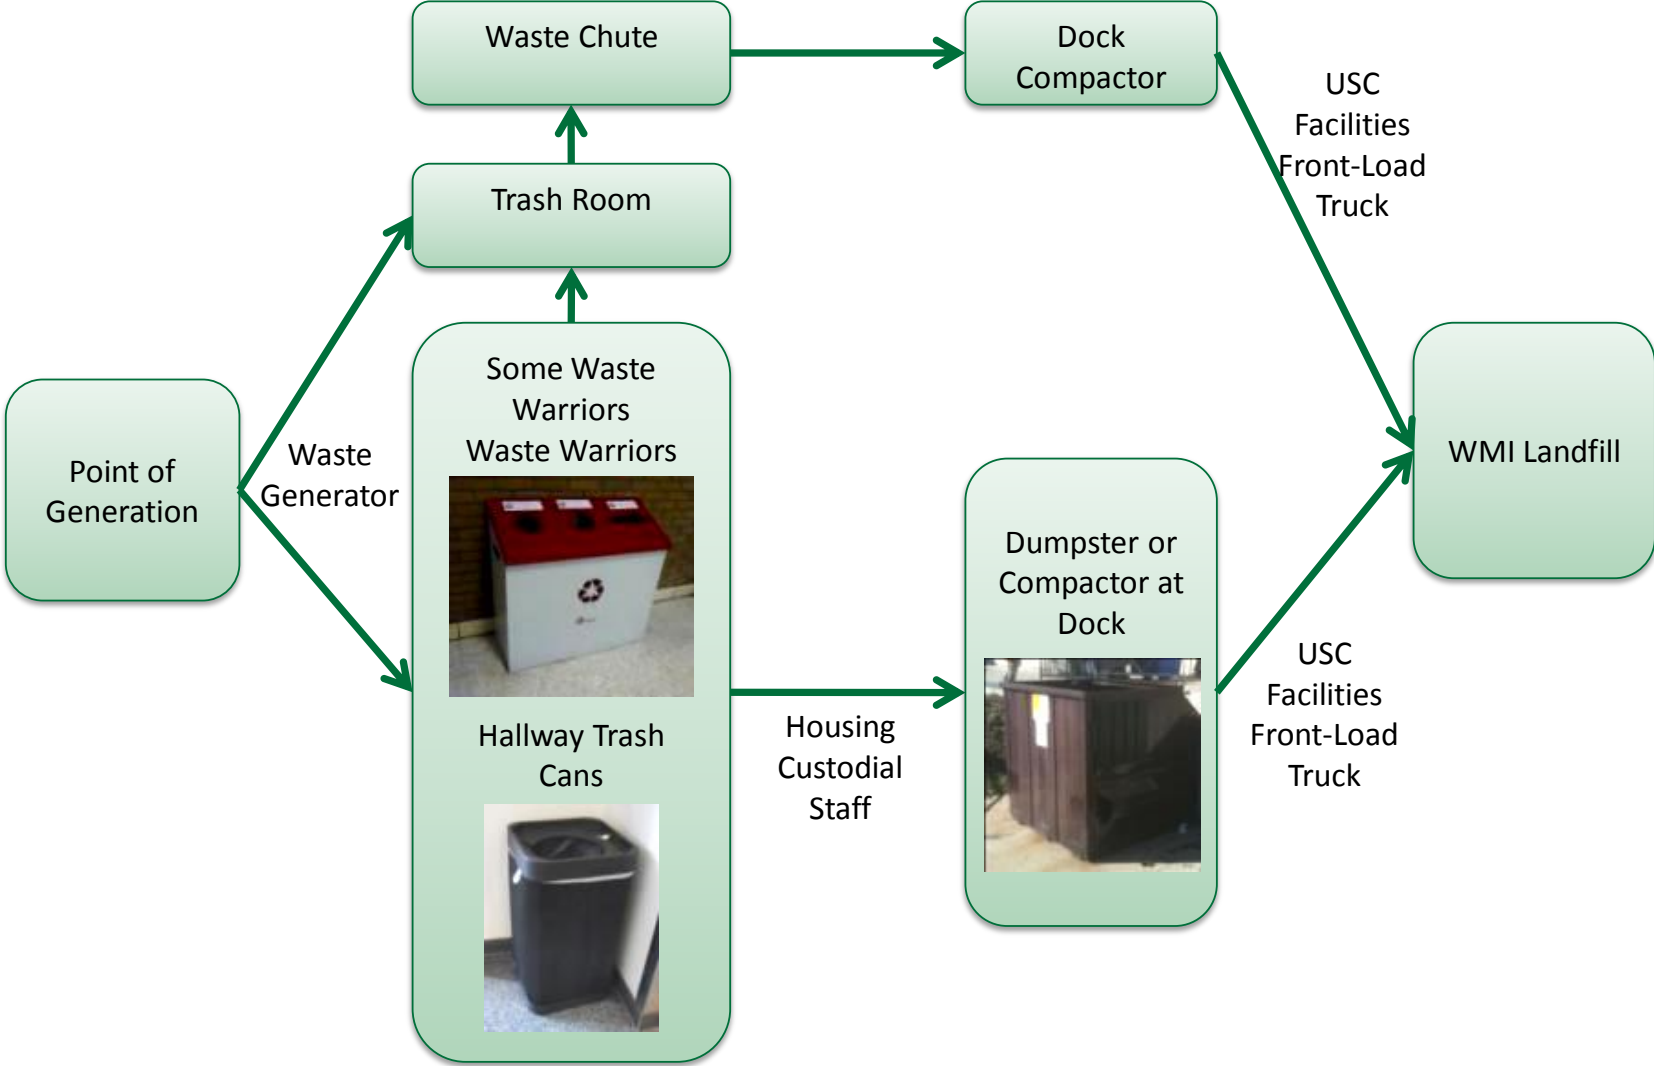 Waste Chute
Dock
Compactor
USC
Facilities
Front-Load
Truck
Trash Room
Some Waste
Warriors
Waste Warriors
Point of
Generation
Waste
Generator
WMI Landfill
Dumpster or
Compactor at
Dock
Hallway Trash
Cans
Housing
Custodial
Staff
USC
Facilities
Front-Load
Truck